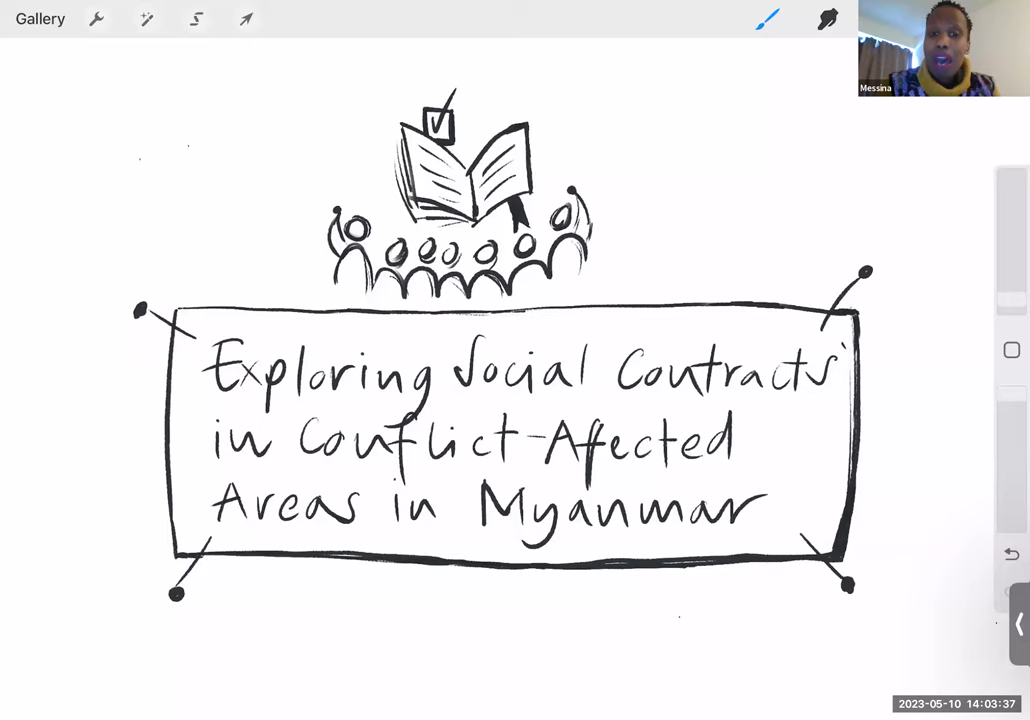 Gallery
Messina
Exploring Social Contracts
in Conflict-Affected
Areas in Myanmar
2023-05-10 14:03:37